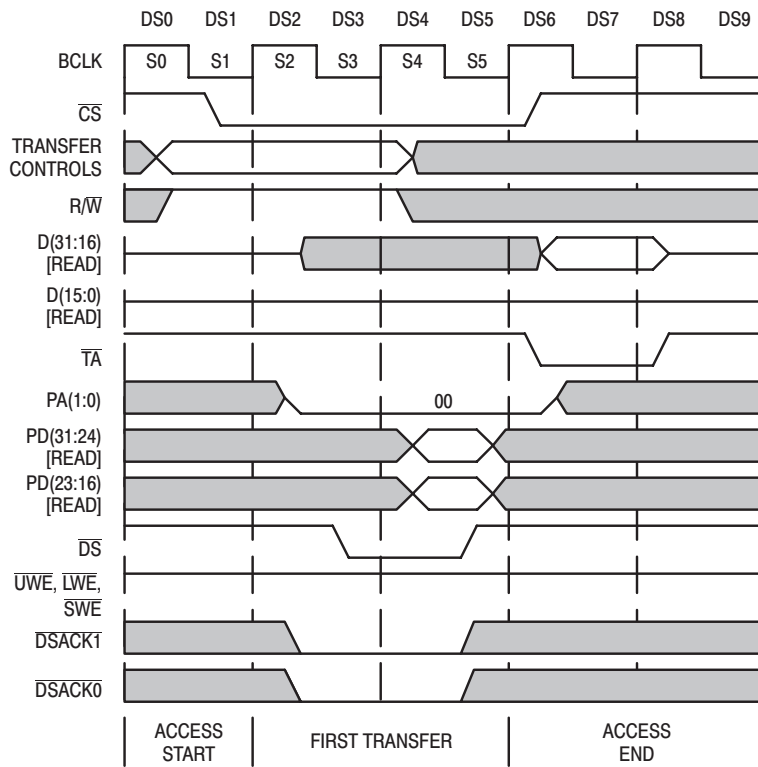 DS0 DS1 DS2 DS3 DS4 DS5 DS6 DS7 DS8 DS9
BCLK S0 S1 S2 S3 S4 S5
CS
TRANSFER
CONTROLS
R/W
D(31:16)
[READ]
D(15:0)
[READ]
TA
PA(1:0) 00
PD(31:24)
[READ]
PD(23:16)
[READ]
DS
UWE, LWE,
SWE
DSACK1
DSACK0
ACCESS
START
FIRST TRANSFER
ACCESS
END